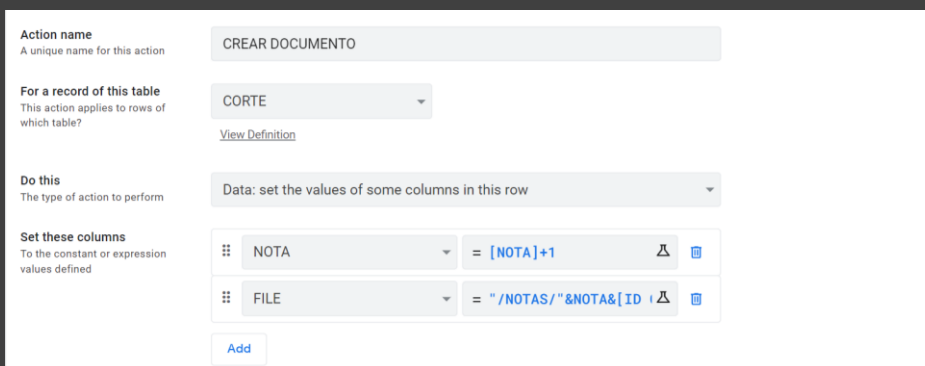 Action name
A unique name for this action
CREAR DOCUMENTO
For a record of this table
This action applies to rows of
which table?
CORTE
View Definition
Do this
The type of action to perform
Data: set the values of some columns in this row
Set these columns
To the constant or expression
values defined
NOTA
= [NOTA]+1
FILE
= "/NOTAS/"&NOTA&[ID
Add